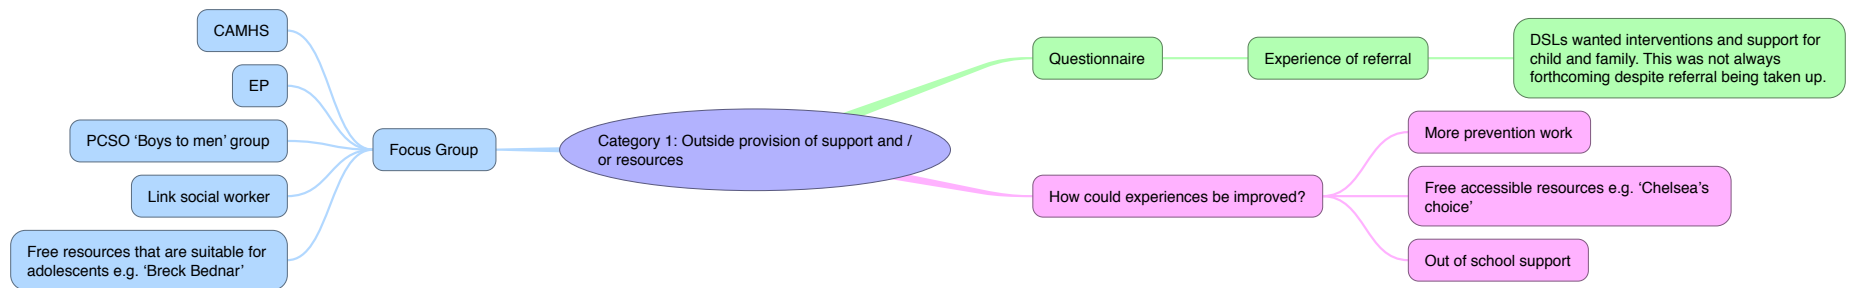 CAMHS
EP
PCSO ‘Boys to men’ group
Link social worker
Free resources that are suitable for
adolescents e.g. ‘Breck Bednar’
Focus Group
Category 1: Outside provision of support and /
or resources
Questionnaire
Experience of referral
DSLs wanted interventions and support for
child and family. This was not always
forthcoming despite referral being taken up.
How could experiences be improved?
More prevention work
Free accessible resources e.g. ‘Chelsea’s
choice’
Out of school support